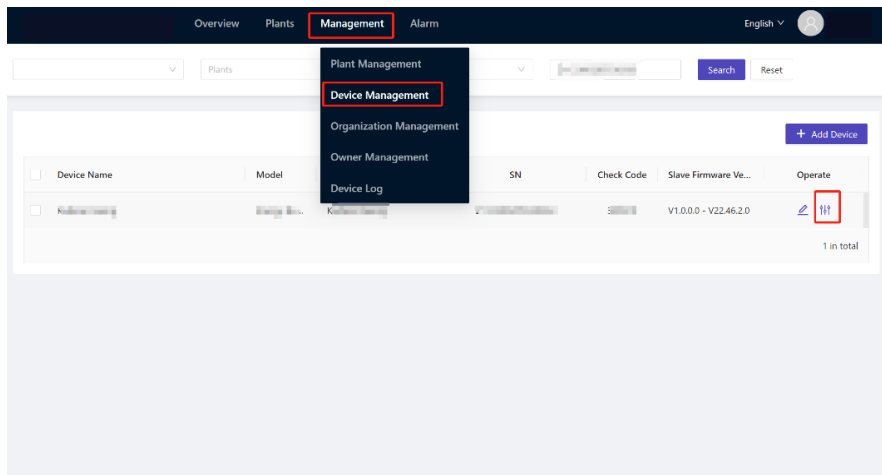 Overview Plants Management Alarm English
Plants Search Reset
Plant Management
Device Management
Organization Management
Owner Management
Device Log
+ Add Device
Device Name Model SN Check Code Slave Firmware Ve... Operate
V1.0.0.0 - V22.46.2.0
1 in total